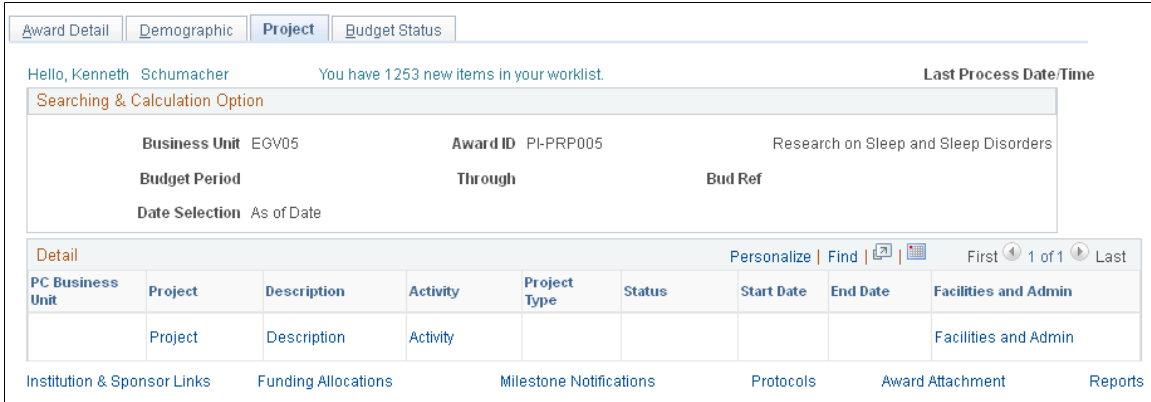 Award Detail Demographic Project Budget Status
Hello, Kenneth Schumacher You have 1253 new items in your worklist. Last Process Date/Time
Searching & Calculation Option
Business Unit EGV05 Award ID PI-PRP005 Research on Sleep and Sleep Disorders
Budget Period Through Bud Ref
Date Selection As of Date
Detail Personalize | Find | | First 1 of 1 Last
PC Business Unit Project Description Activity Project Type Status Start Date End Date Facilities and Admin
Project Description Activity Facilities and Admin
Institution & Sponsor Links Funding Allocations Milestone Notifications Protocols Award Attachment Reports